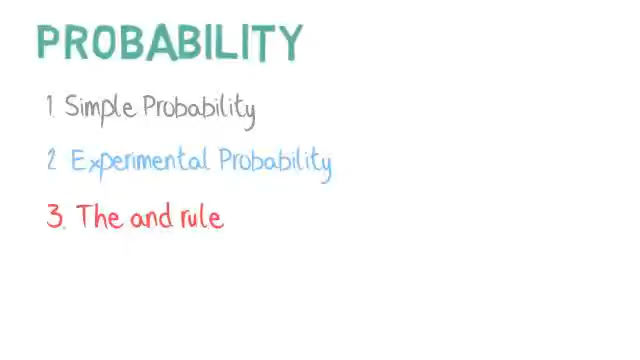 PROBABILITY
1. Simple Probability
2 Experimental Probability
3. The and rule